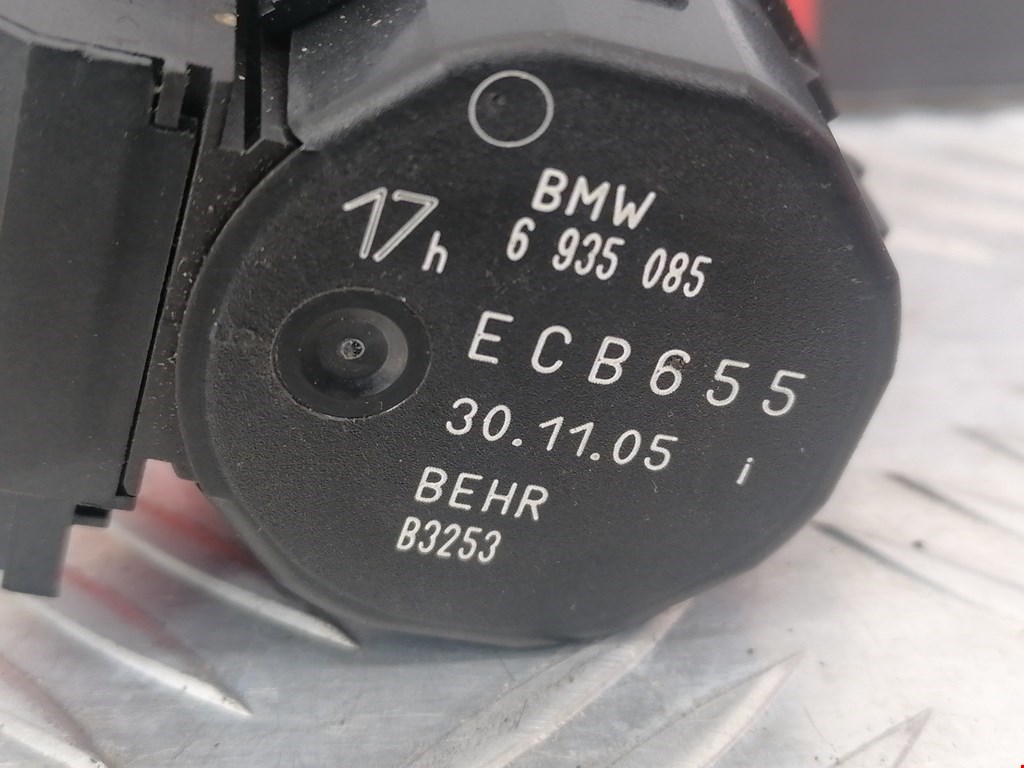 BMW
17h 6 935 085
ECB655
30.11.05 i
BEHR
B3253